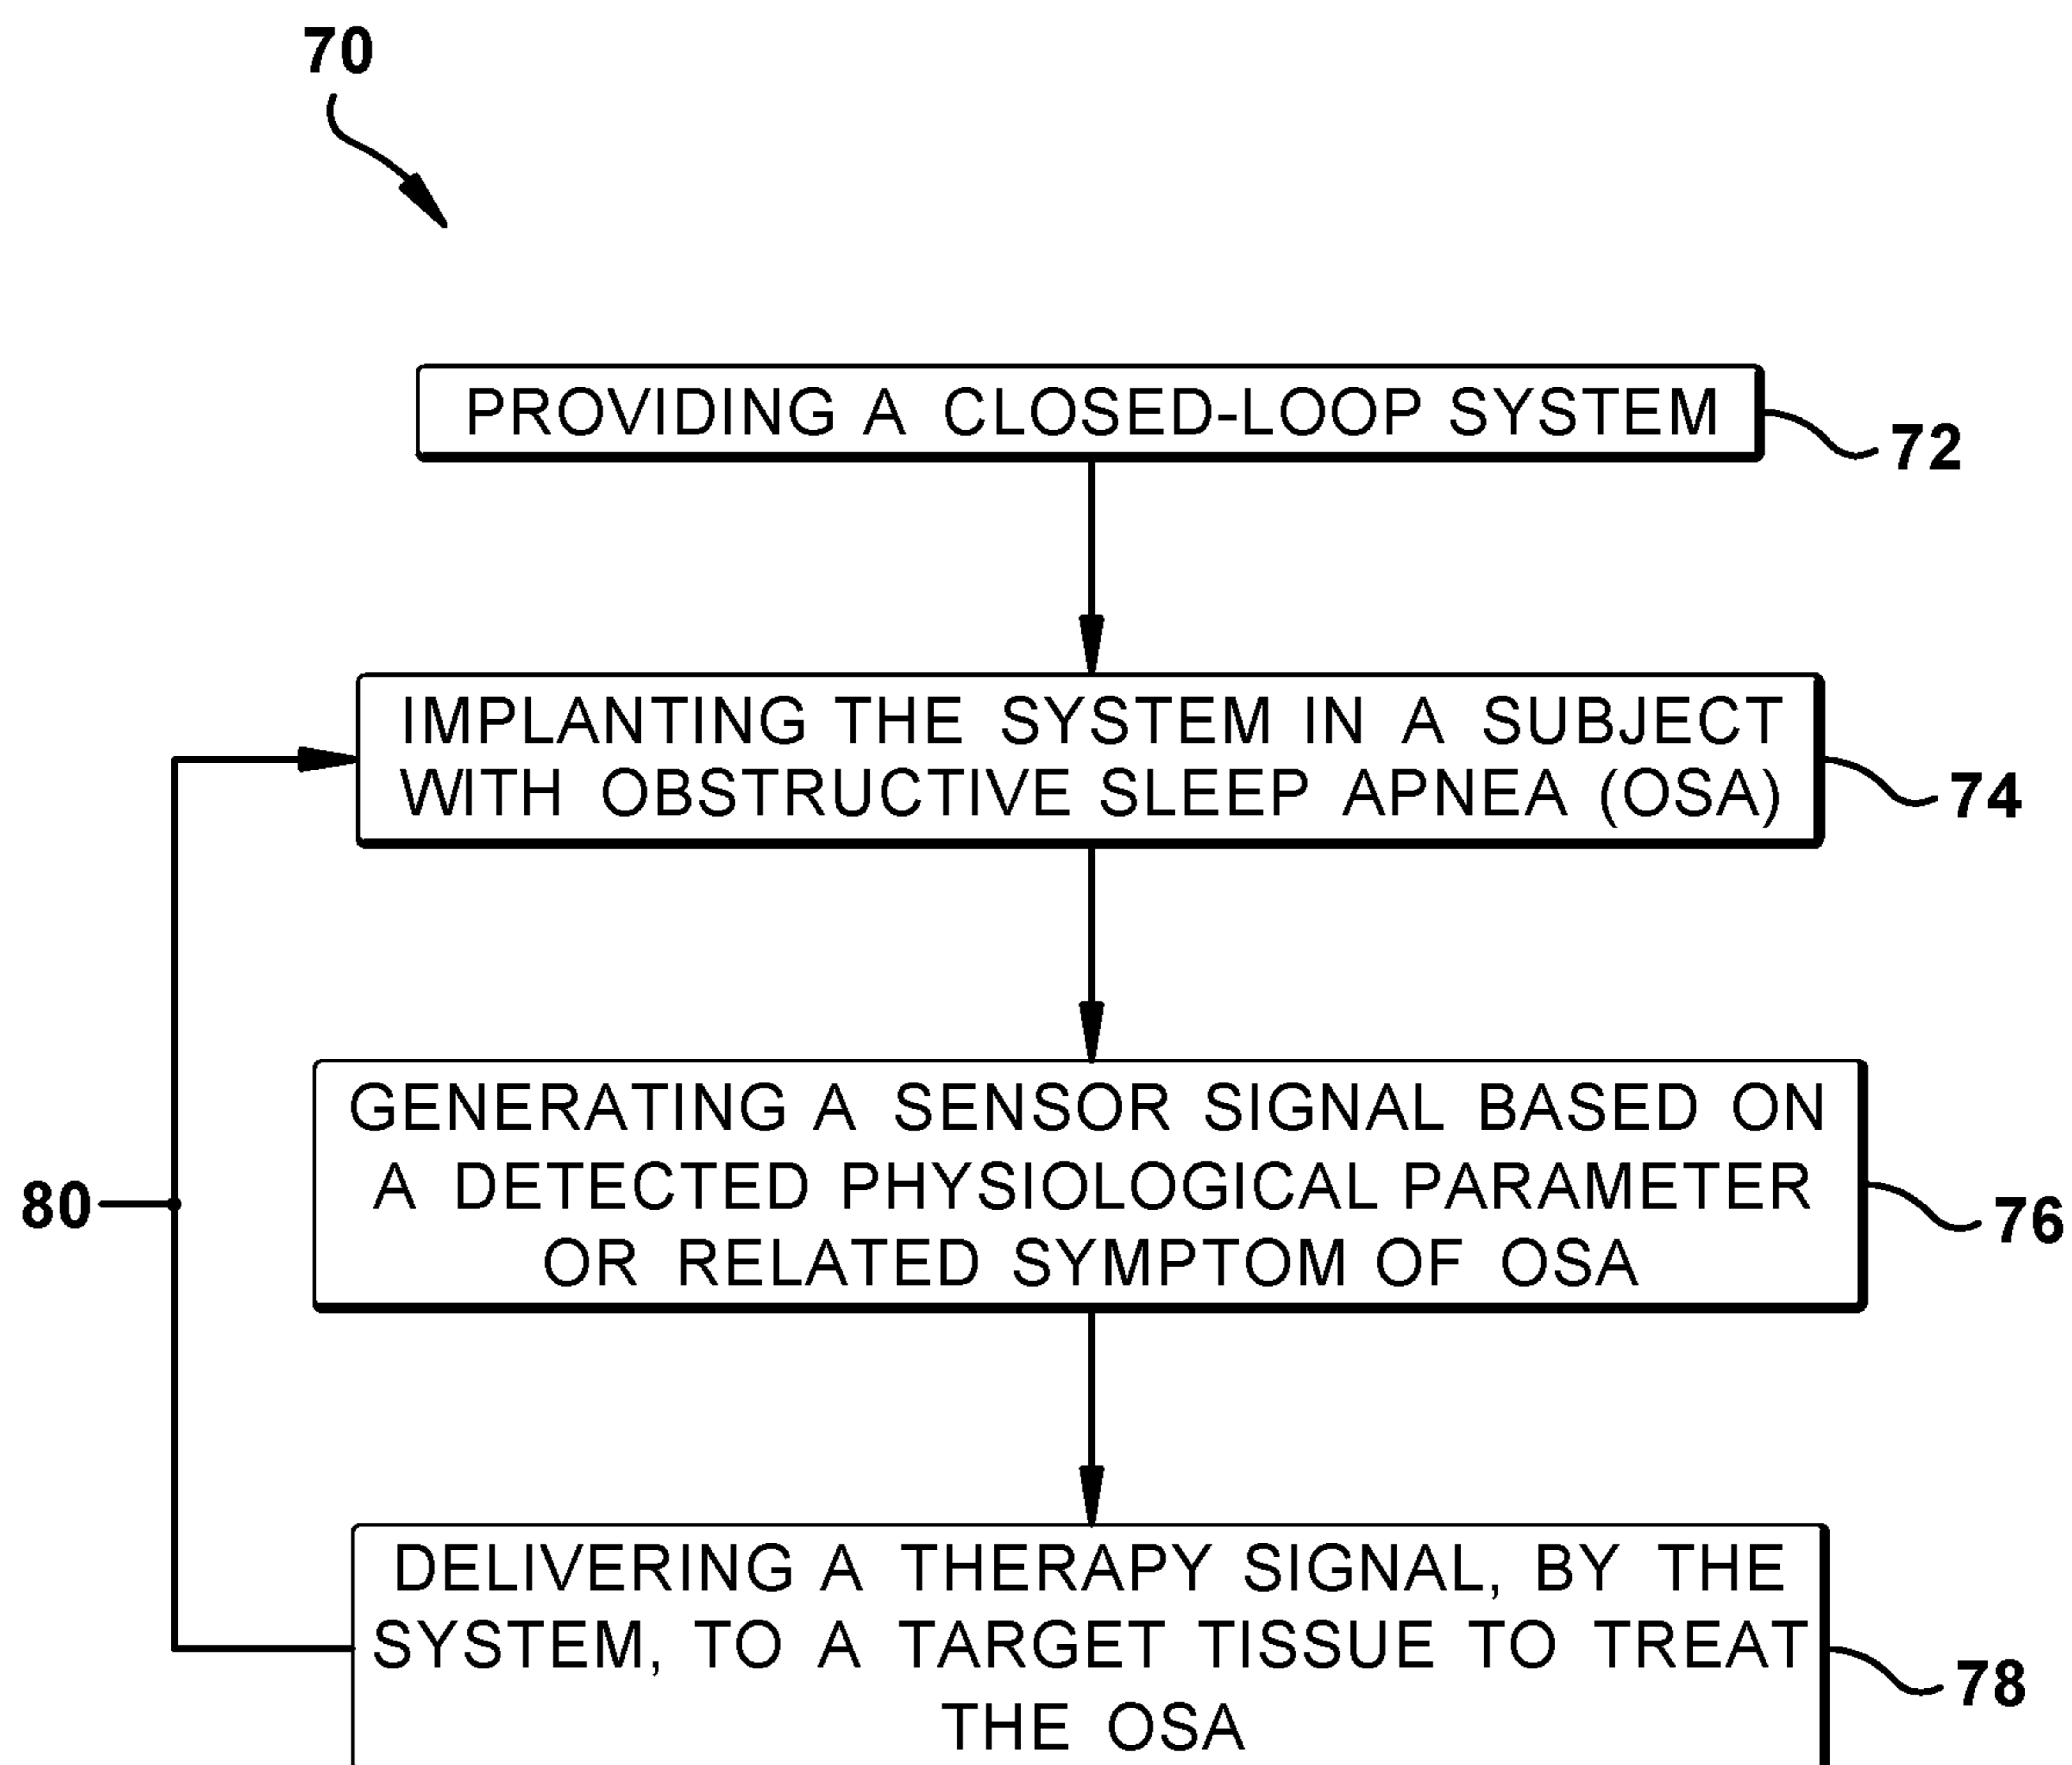 70
PROVIDING A CLOSED-LOOP SYSTEM
72
IMPLANTING THE SYSTEM IN A SUBJECT
WITH OBSTRUCTIVE SLEEP APNEA (OSA)
74
GENERATING A SENSOR SIGNAL BASED ON
A DETECTED PHYSIOLOGICAL PARAMETER
OR RELATED SYMPTOM OF OSA
76
80
DELIVERING A THERAPY SIGNAL, BY THE
SYSTEM, TO A TARGET TISSUE TO TREAT
THE OSA
78